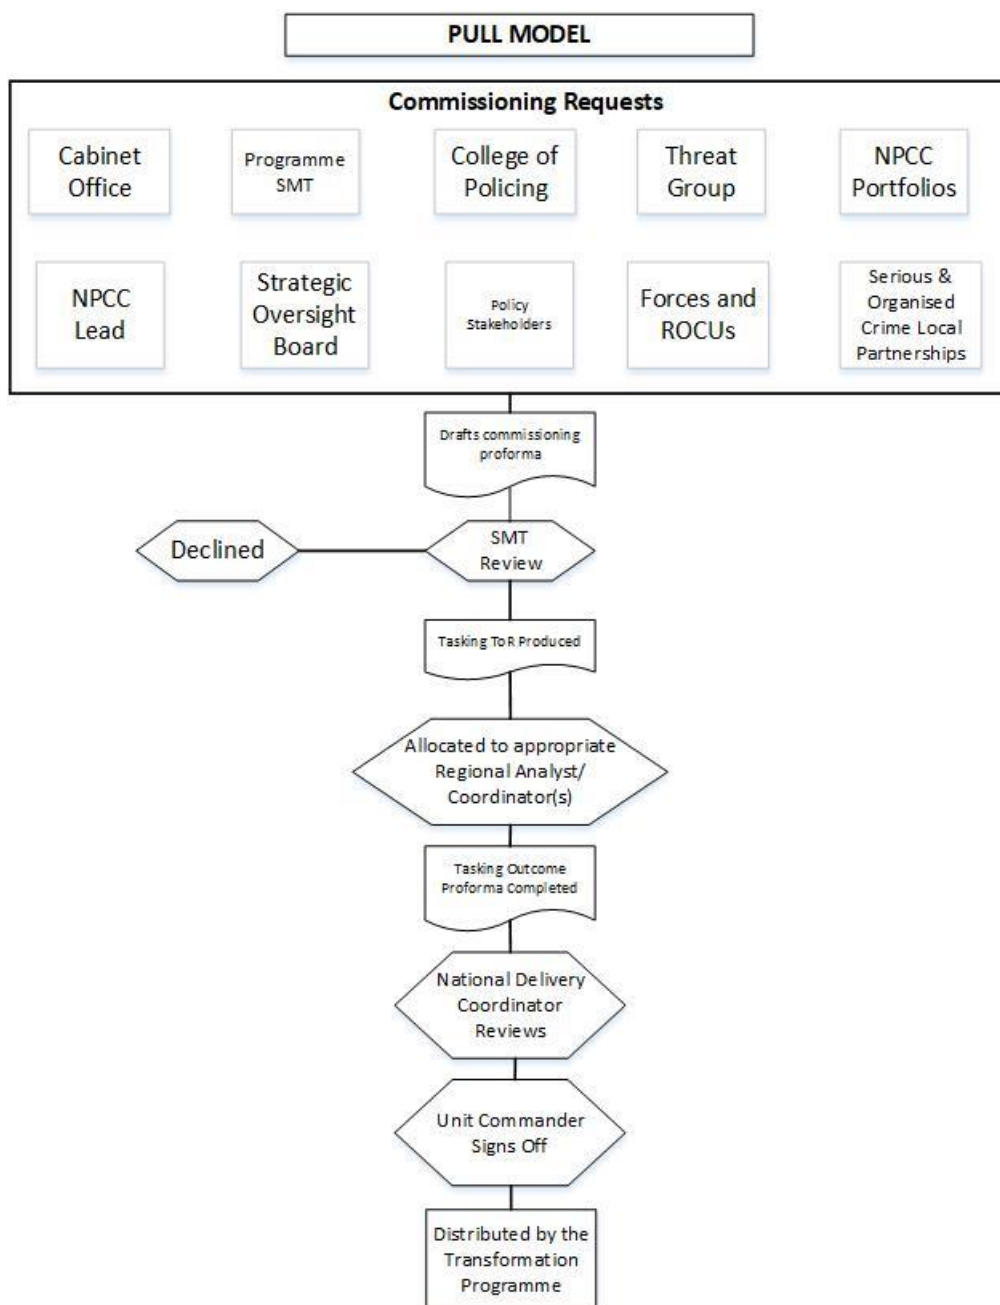 PULL MODEL
Commissioning Requests
Cabinet
Office
Programme
SMT
College of
Policing
Threat
Group
NPCC
Portfolios
NPCC
Lead
Strategic
Oversight
Board
Policy
Stakeholders
Forces and
ROCUs
Serious &
Organised
Crime Local
Partnerships
Drafts commissioning
proforma
Declined
SMT
Review
Tasking ToR Produced
Allocated to appropriate
Regional Analyst/
Coordinator(s)
Tasking Outcome
Proforma Completed
National Delivery
Coordinator
Reviews
Unit Commander
Signs Off
Distributed by the
Transformation
Programme